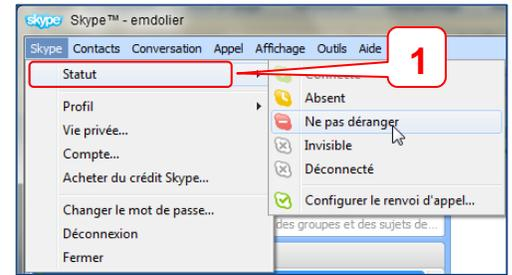 skype Skype™ - emdolier
Skype Contacts Conversation Appel Affichage Outils Aide
1
Statut
Connecté
Absent
Profil
Ne pas déranger
Vie privée...
Invisible
Compte...
Déconnecté
Acheter du crédit Skype...
Configurer le renvoi d'appel...
Changer le mot de passe...
des groupes et des sujets de...
Déconnexion
Fermer